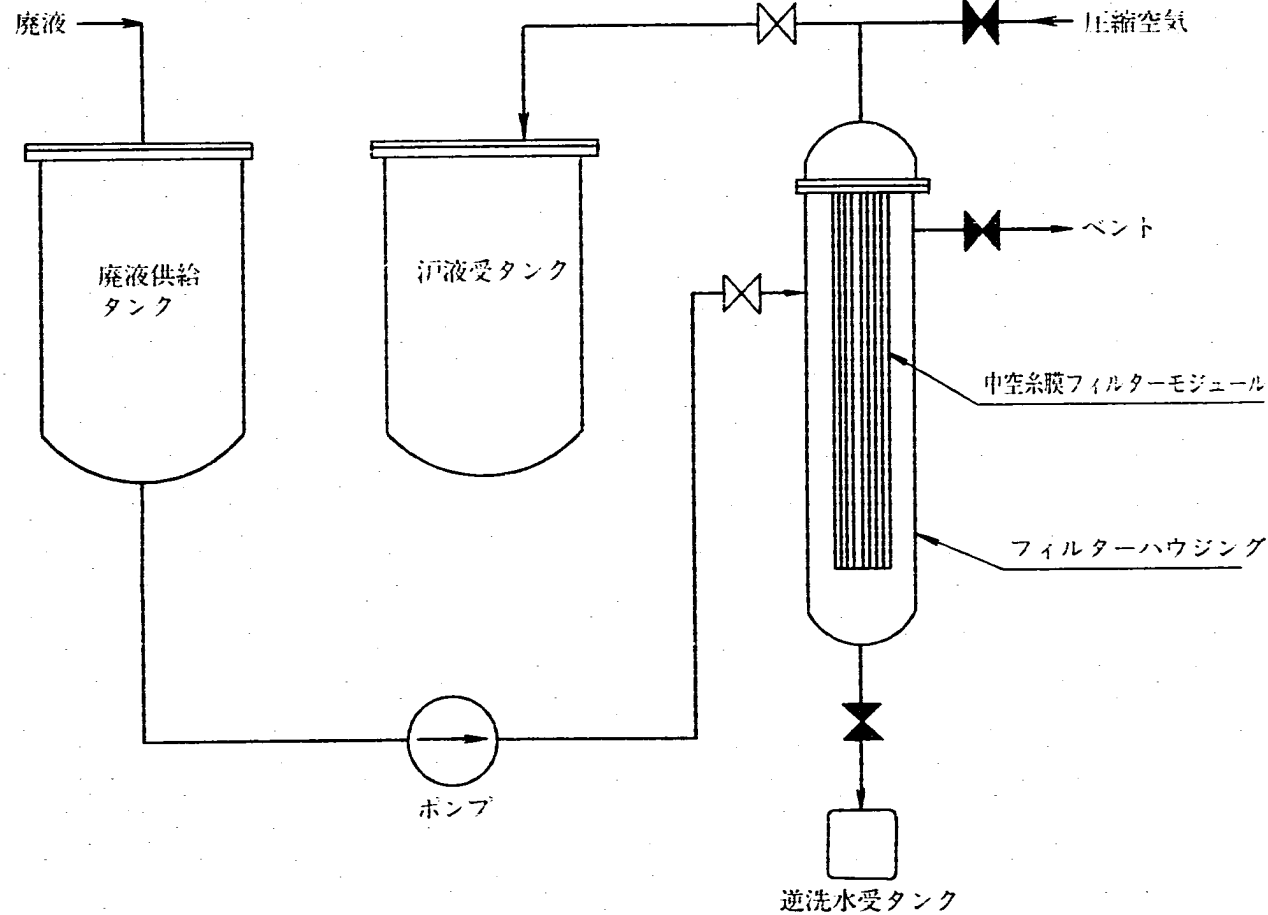 廃液
圧縮空気
廃液供給
タンク
沪液受タンク
ベント
中空糸膜フィルターモジュール
フィルターハウジング
ポンプ
逆洗水受タンク